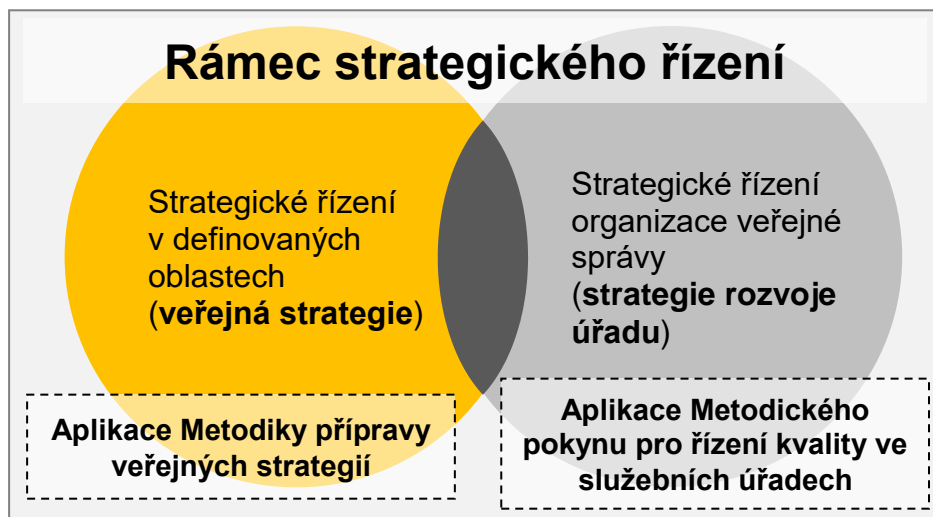 Rámec strategického řízení
Strategické řízení
v definovaných
oblastech
(veřejná strategie)
Strategické řízení
organizace veřejné
správy
(strategie rozvoje
úřadu)
Aplikace Metodiky přípravy
veřejných strategií
Aplikace Metodického
pokynu pro řízení kvality ve
služebních úřadech